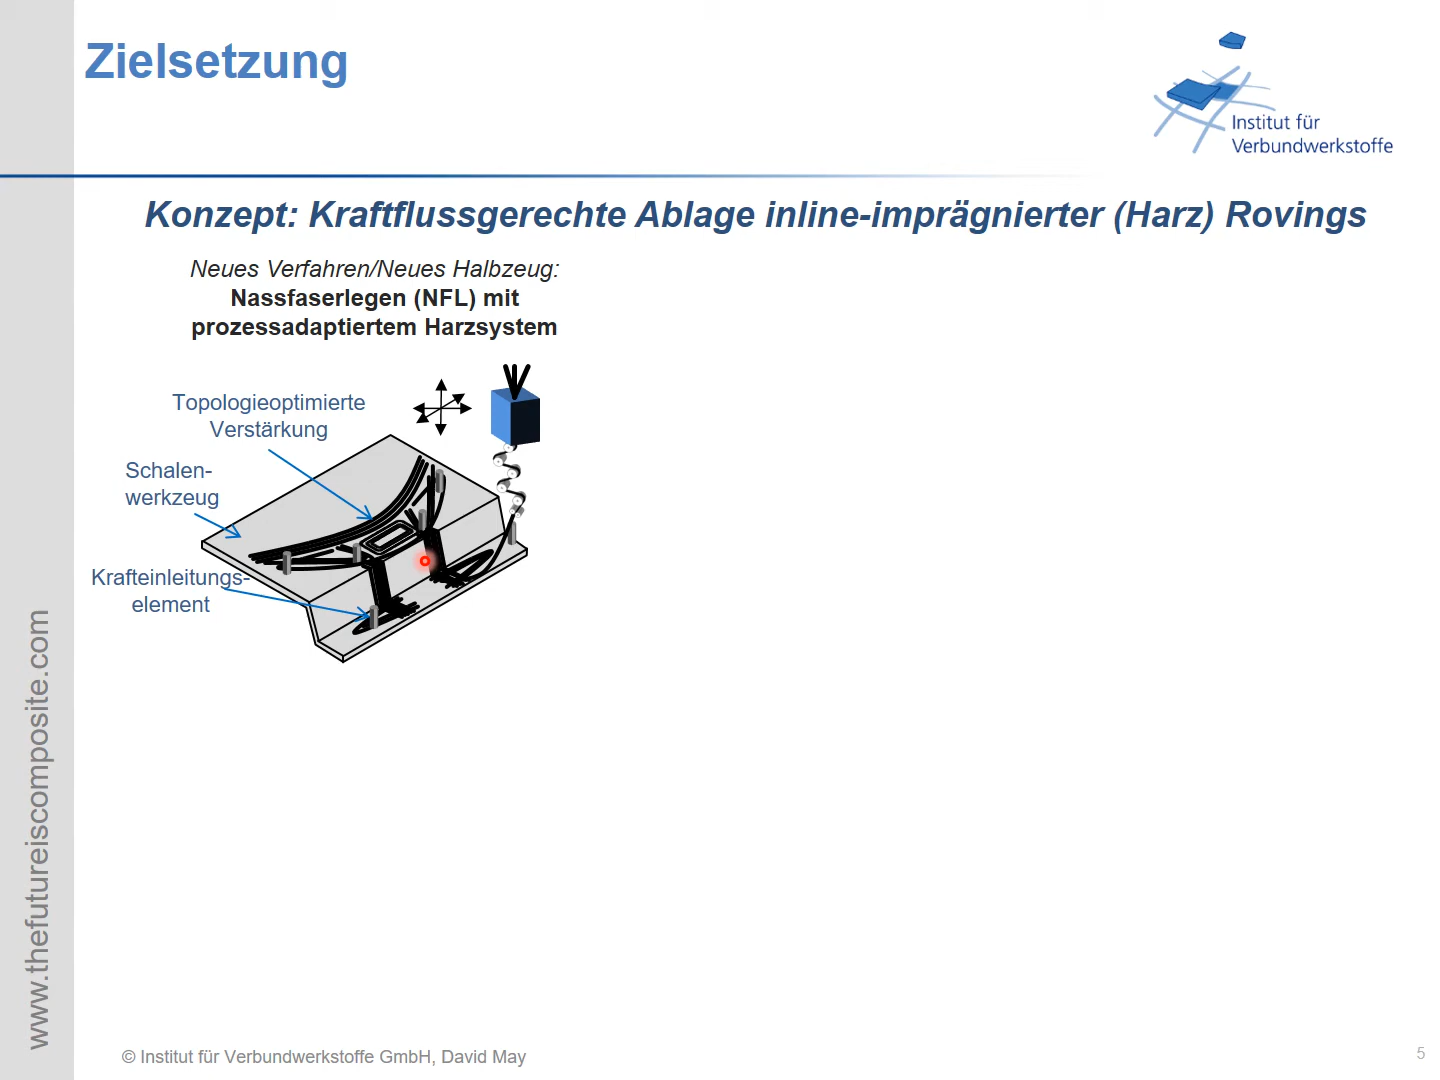 Zielsetzung
Institut für
Verbundwerkstoffe
Konzept: Kraftflussgerechte Ablage inline-imprägnierter (Harz) Rovings
Neues Verfahren/Neues Halbzeug:
Nassfaserlegen (NFL) mit
prozessadaptiertem Harzsystem
Topologieoptimierte
Verstärkung
Schalen-
werkzeug
Krafteinleitungs-
element
www.thefutureiscomposite.com
© Institut für Verbundwerkstoffe GmbH, David May
5